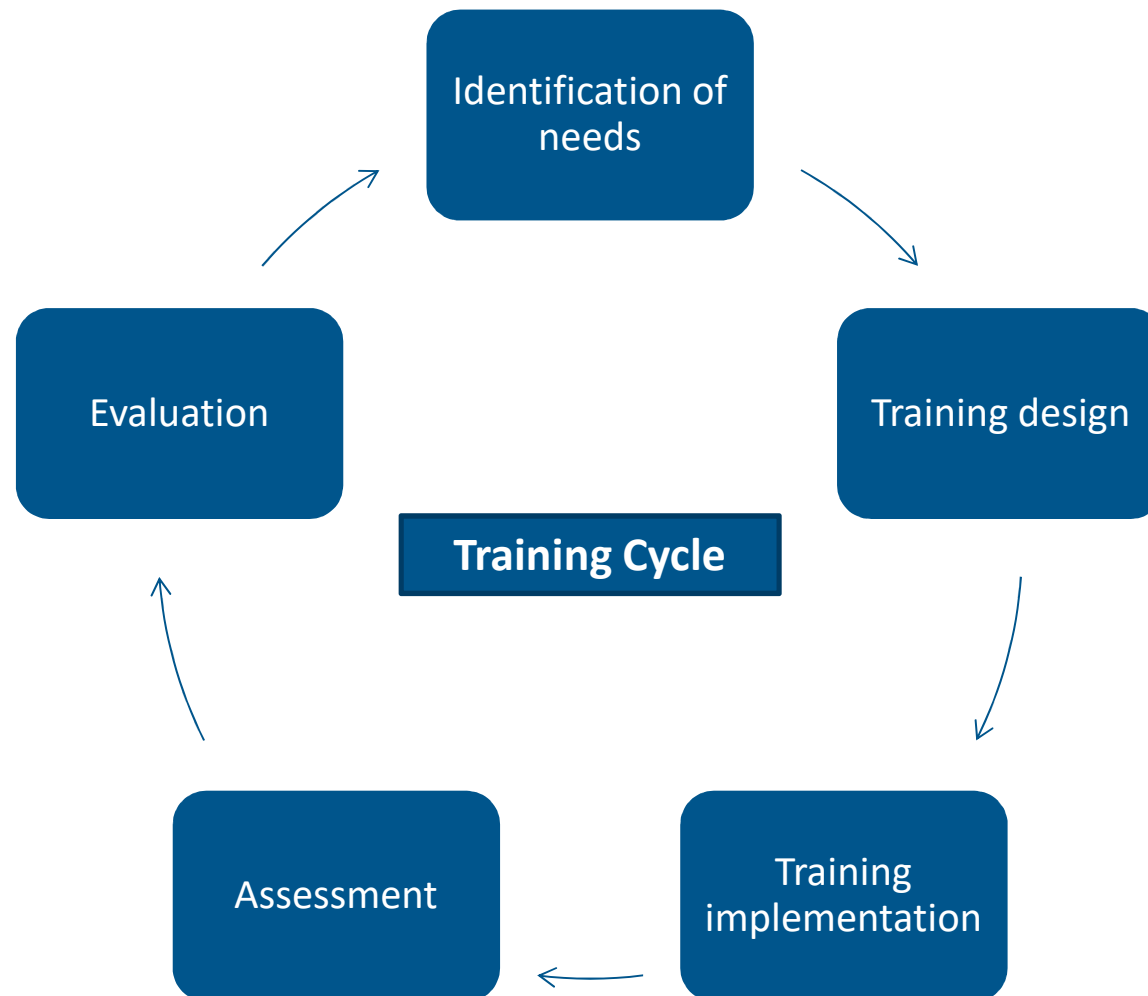 Identification of
needs
Training design
Training
implementation
Assessment
Evaluation
Training Cycle